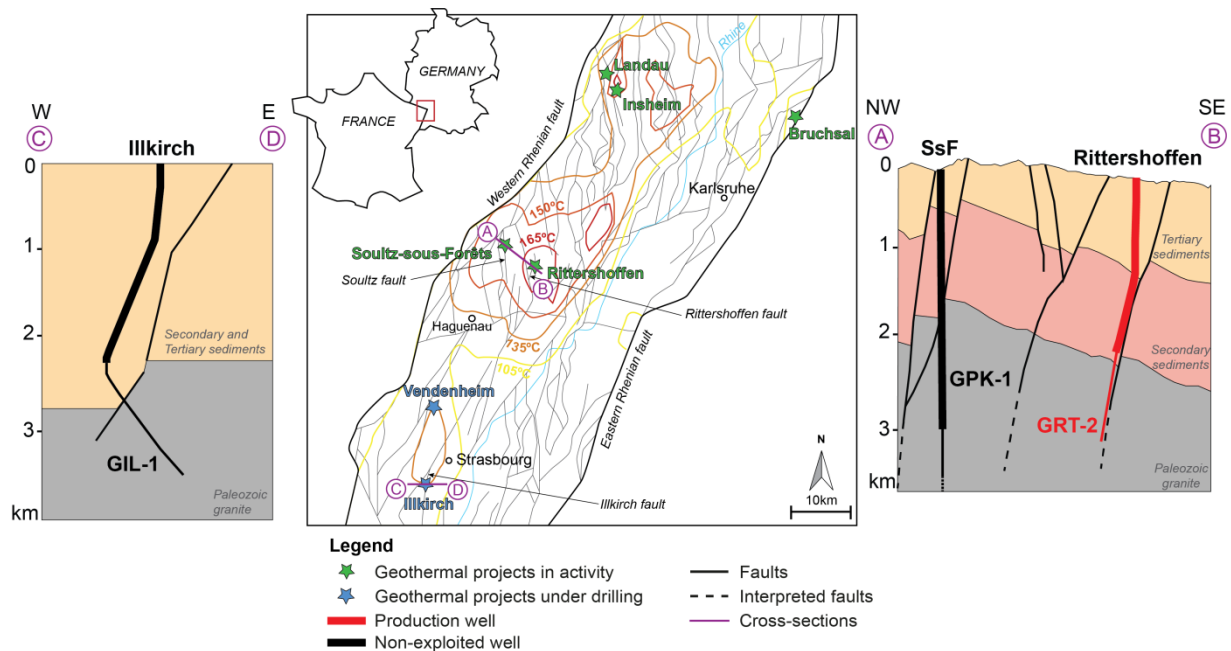 W
E
C
D
Illkirch
0
1
2
3
km
Secondary and
Tertiary sediments
GIL-1
Paleozoic
granite
GERMANY
FRANCE
Western Rhenian fault
Rhine
Landau
Insheim
Bruchsal
Karlsruhe
150ºC
165ºC
A
Soultz-sous-Forêts
Soultz fault
Rittershoffen
B
Rittershoffen fault
Haguenau
135ºC
105ºC
Eastern Rhenian fault
Vendenheim
Strasbourg
C
D
Illkirch
Illkirch fault
N
10km
NW
SE
A
B
SsF
Rittershoffen
0
1
2
3
km
Tertiary
sediments
Secondary
sediments
GPK-1
GRT-2
Paleozoic
granite
Legend
Geothermal projects in activity
Geothermal projects under drilling
Production well
Non-exploited well
Faults
Interpreted faults
Cross-sections